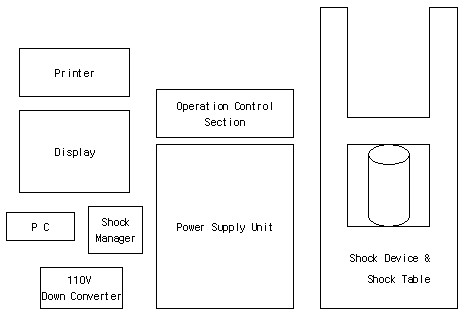 Printer
Operation Control
Section
Display
P C
Shock
Manager
Power Supply Unit
110V
Down Converter
Shock Device &
Shock Table